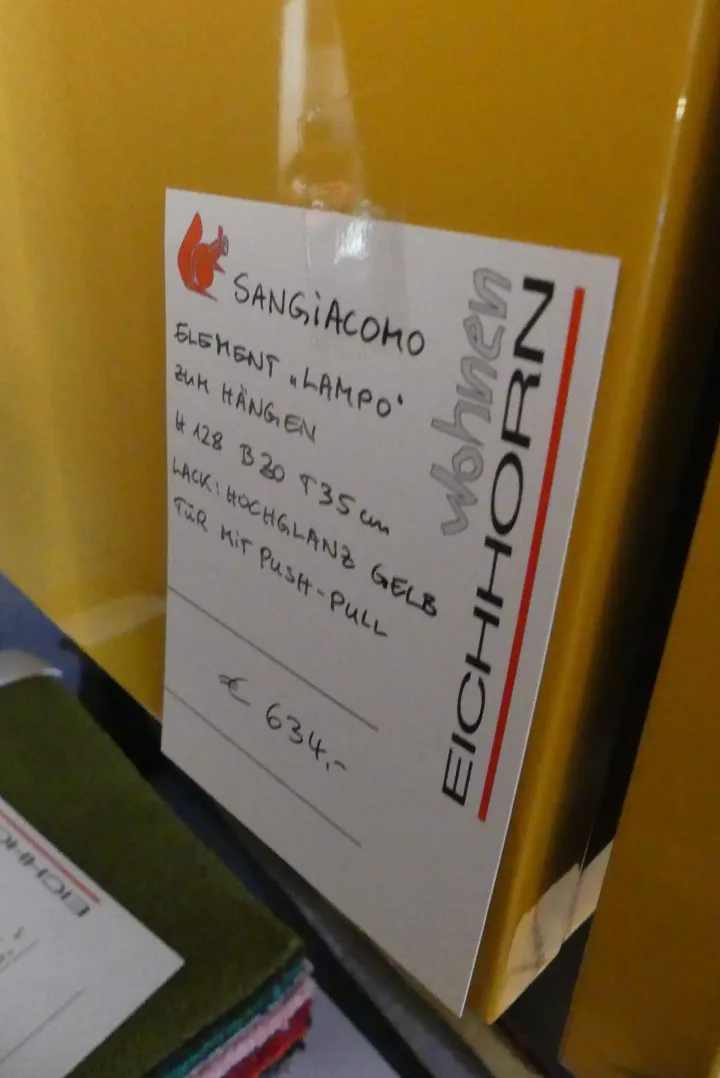 SANGIACOMO
ELEMENT „LAMPO"
ZUM HÄNGEN
H 128 B 30 T 35 cm
LACK: HOCHGLANZ GELB
TÜR MIT PUSH-PULL
€ 634.-
wohnen
EICHHORN